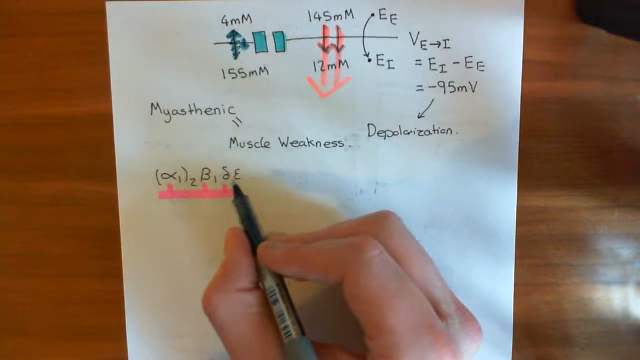 4mM 145mM E_E
155mM 12mM E_I
V_E→I
= E_I − E_E
= −95mV
Myasthenic
Muscle Weakness.
Depolarization.
(α₁)₂ β₁ δ ε